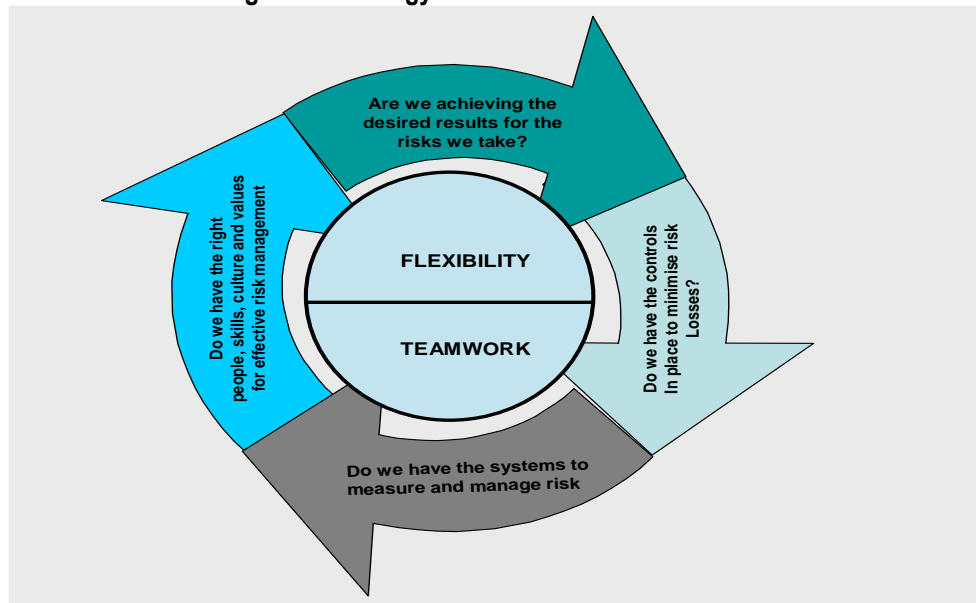 Are we achieving the
desired results for the
risks we take?
Do we have the controls
In place to minimise risk
Losses?
Do we have the systems to
measure and manage risk
Do we have the right
people, skills, culture and values
for effective risk management
FLEXIBILITY
TEAMWORK